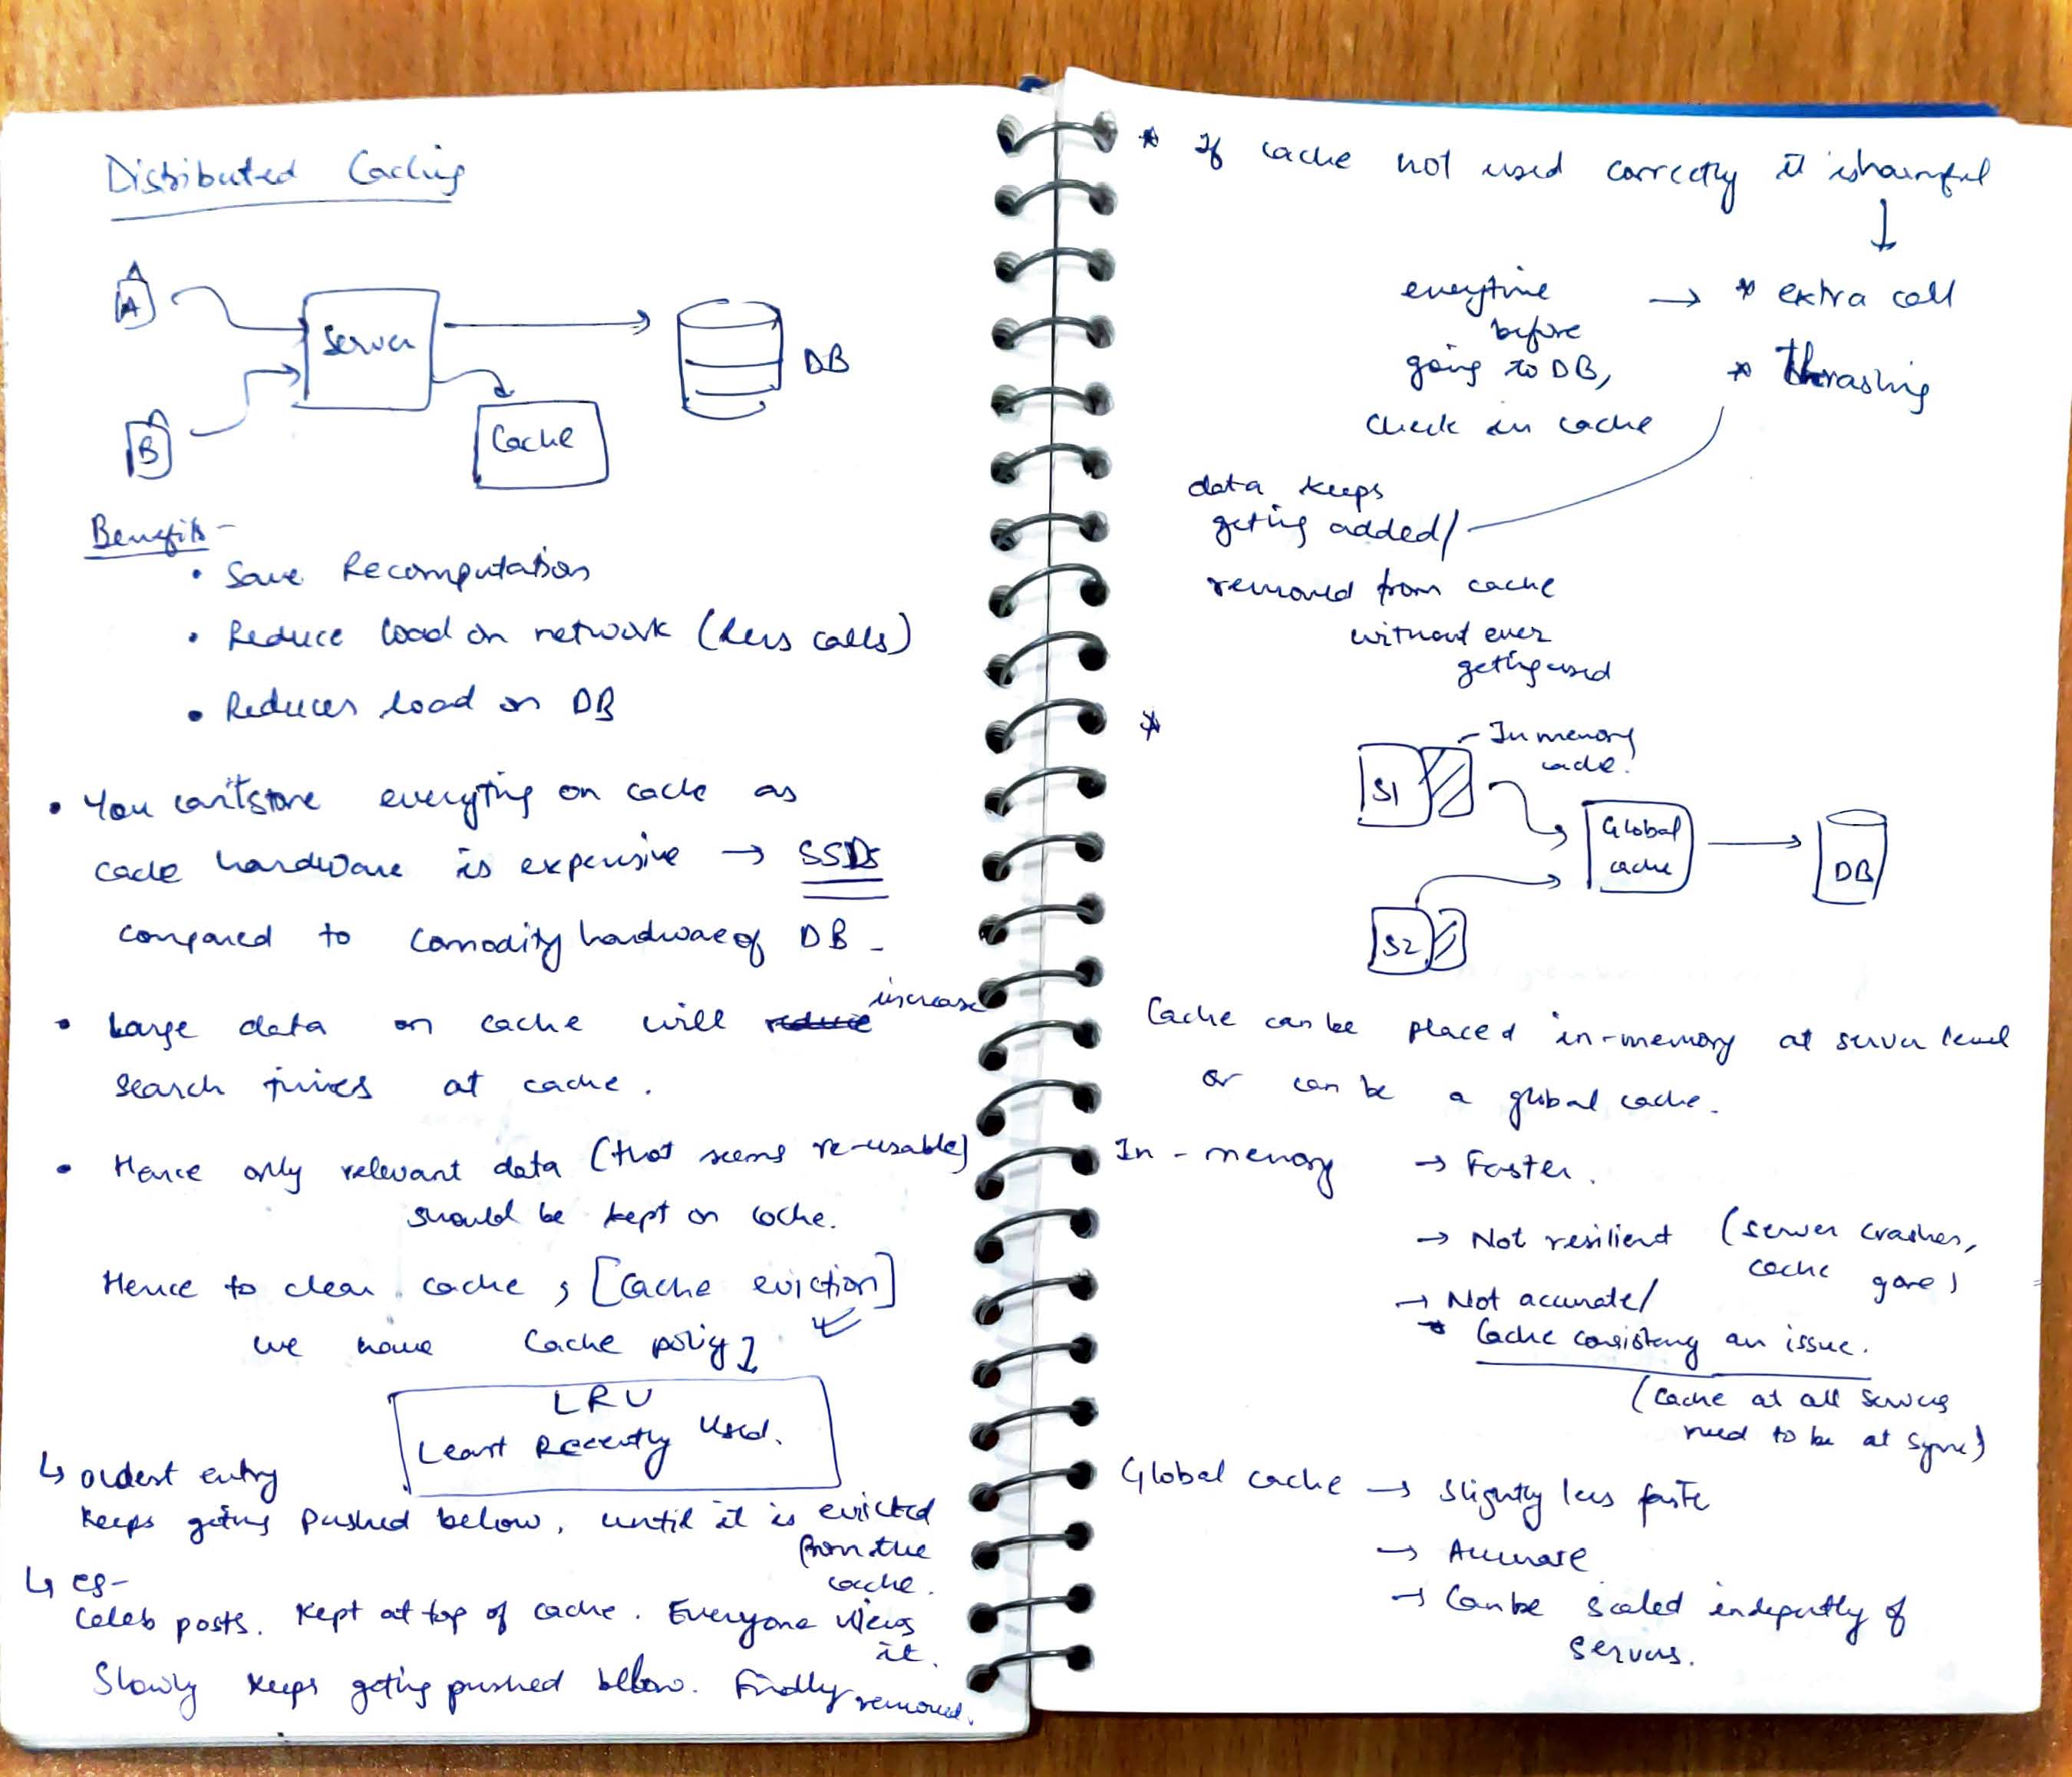 Distributed Caching
A
Server
DB
B
Cache
Benefits -
• Save Recomputation
• Reduce load on network (Less calls)
• Reduces load on DB
• You can't store everything on cache as
cache hardware is expensive → SSDs
compared to comodity hardware of DB -
• Large data on cache will reduce increase
search times at cache.
• Hence only relevant data (that seems re-usable)
should be kept on cache.
Hence to clear cache, [Cache eviction]
we have Cache policy
LRU
Least Recently Used.
↳ oldest entry
keeps geting pushed below, until it is evicted
from the
cache.
↳ eg-
Celeb posts. Kept at top of cache. Everyone views
it.
Slowly keeps geting pushed below. Finally removed.
* If cache not used correctly it is harmful
↓
everytime → * extra call
before
going to DB, * thrashing
check in cache
data keeps
geting added/
removed from cache
without ever
geting used
*
In memory
cache.
S1
Global
cache
DB
S2
Cache can be placed in-memory at server level
or can be a global cache.
In-memory → Faster.
→ Not resilient (server crashes,
cache gone)
→ Not accurate/
Cache consistency an issue.
(cache at all servers
need to be at sync)
Global cache → Slightly less faste
→ Accurate
→ Can be scaled indepently of
servers.